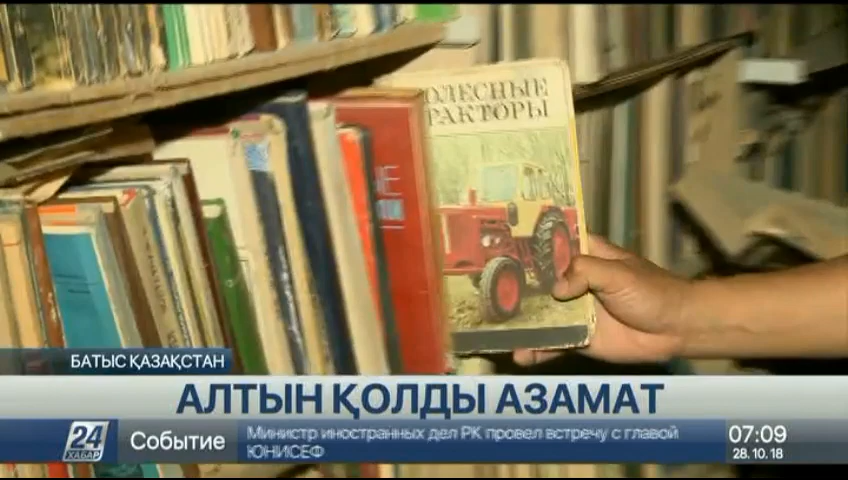 ОЛЕСНЫЕ
РАКТОРЫ
БАТЫС ҚАЗАҚСТАН
АЛТЫН ҚОЛДЫ АЗАМАТ
24
ХАБАР
Событие
Министр иностранных дел РК провел встречу с главой
ЮНИСЕФ
07:09
28.10.18